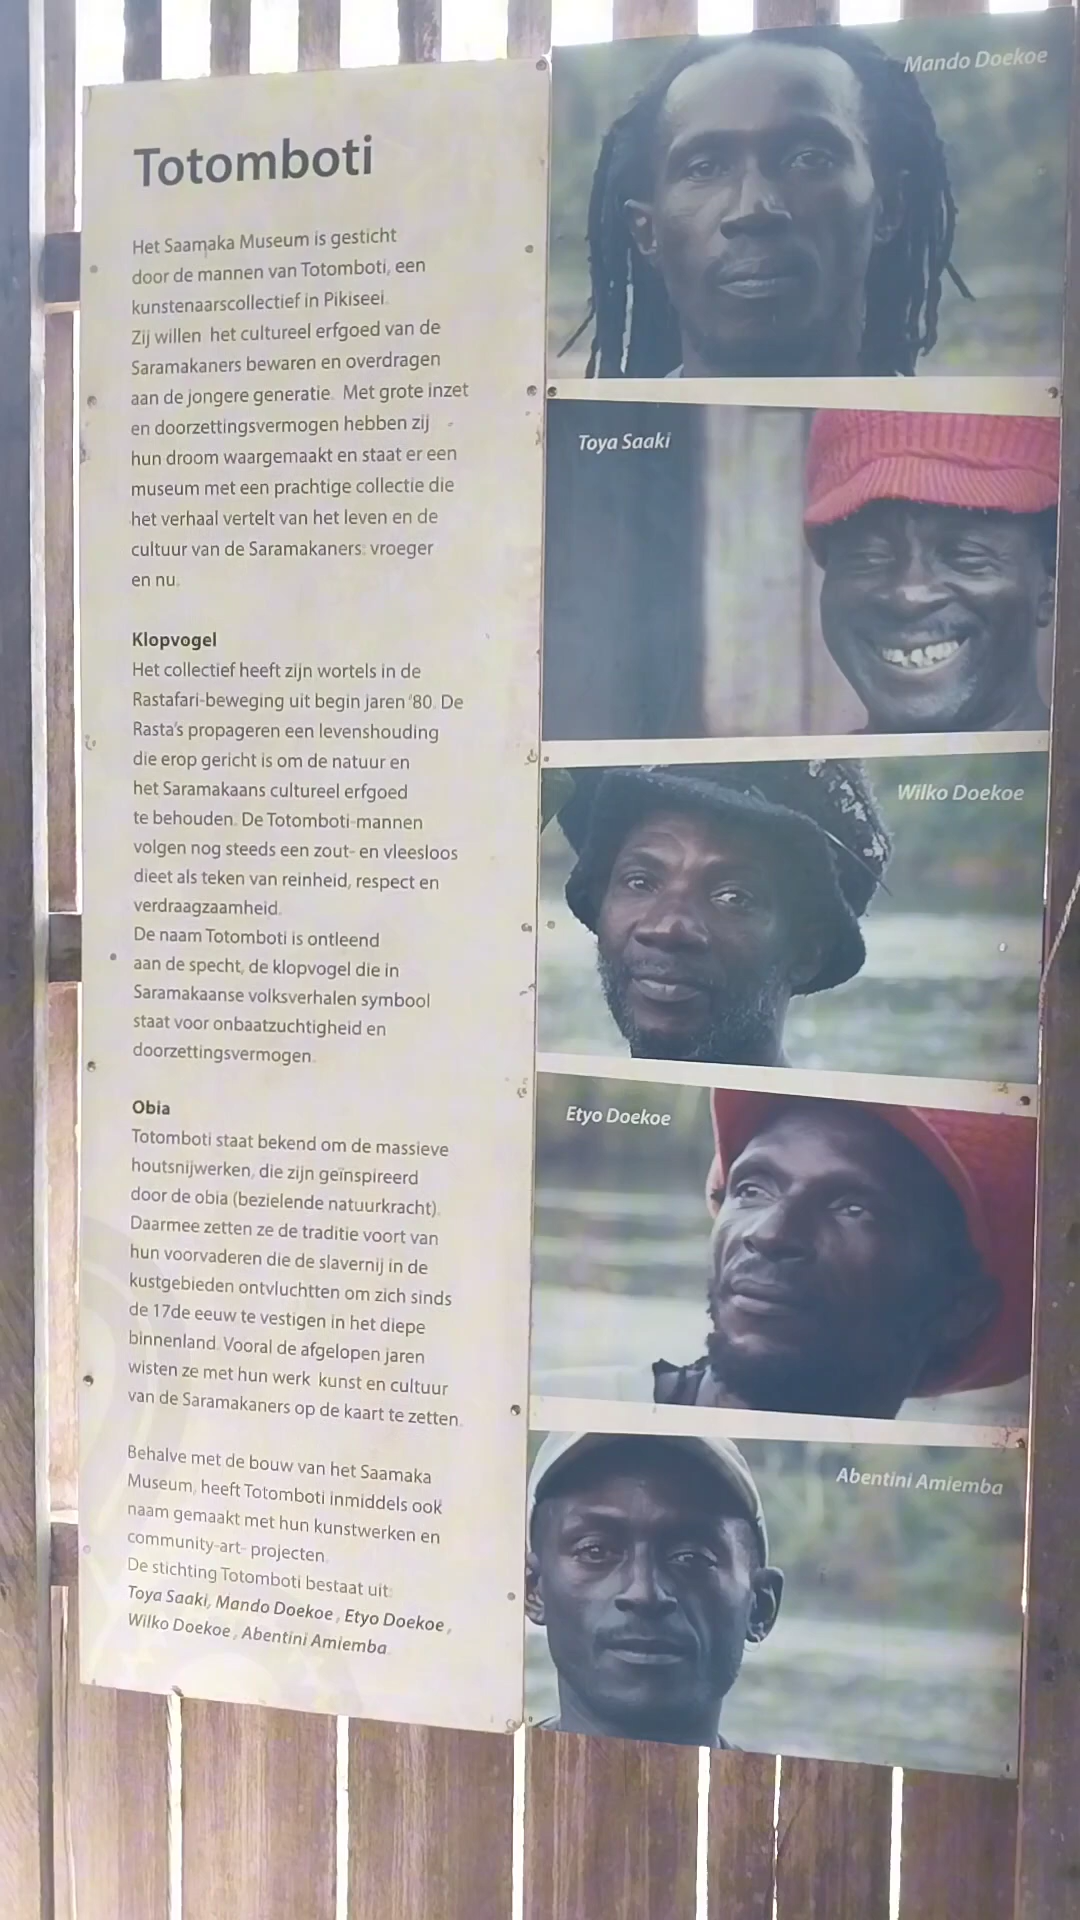 Totomboti
Het Saamaka Museum is gesticht
door de mannen van Totomboti, een
kunstenaarscollectief in Pikiseei.
Zij willen het cultureel erfgoed van de
Saramakaners bewaren en overdragen
aan de jongere generatie. Met grote inzet
en doorzettingsvermogen hebben zij
hun droom waargemaakt en staat er een
museum met een prachtige collectie die
het verhaal vertelt van het leven en de
cultuur van de Saramakaners: vroeger
en nu.
Klopvogel
Het collectief heeft zijn wortels in de
Rastafari-beweging uit begin jaren '80. De
Rasta's propageren een levenshouding
die erop gericht is om de natuur en
het Saramakaans cultureel erfgoed
te behouden. De Totomboti-mannen
volgen nog steeds een zout- en vleesloos
dieet als teken van reinheid, respect en
verdraagzaamheid.
De naam Totomboti is ontleend
aan de specht, de klopvogel die in
Saramakaanse volksverhalen symbool
staat voor onbaatzuchtigheid en
doorzettingsvermogen.
Obia
Totomboti staat bekend om de massieve
houtsnijwerken, die zijn geïnspireerd
door de obia (bezielende natuurkracht).
Daarmee zetten ze de traditie voort van
hun voorvaderen die de slavernij in de
kustgebieden ontvluchtten om zich sinds
de 17de eeuw te vestigen in het diepe
binnenland. Vooral de afgelopen jaren
wisten ze met hun werk kunst en cultuur
van de Saramakaners op de kaart te zetten.
Behalve met de bouw van het Saamaka
Museum, heeft Totomboti inmiddels ook
naam gemaakt met hun kunstwerken en
community-art- projecten.
De stichting Totomboti bestaat uit:
Toya Saaki, Mando Doekoe, Etyo Doekoe,
Wilko Doekoe, Abentini Amiemba.
Mando Doekoe
Toya Saaki
Wilko Doekoe
Etyo Doekoe
Abentini Amiemba